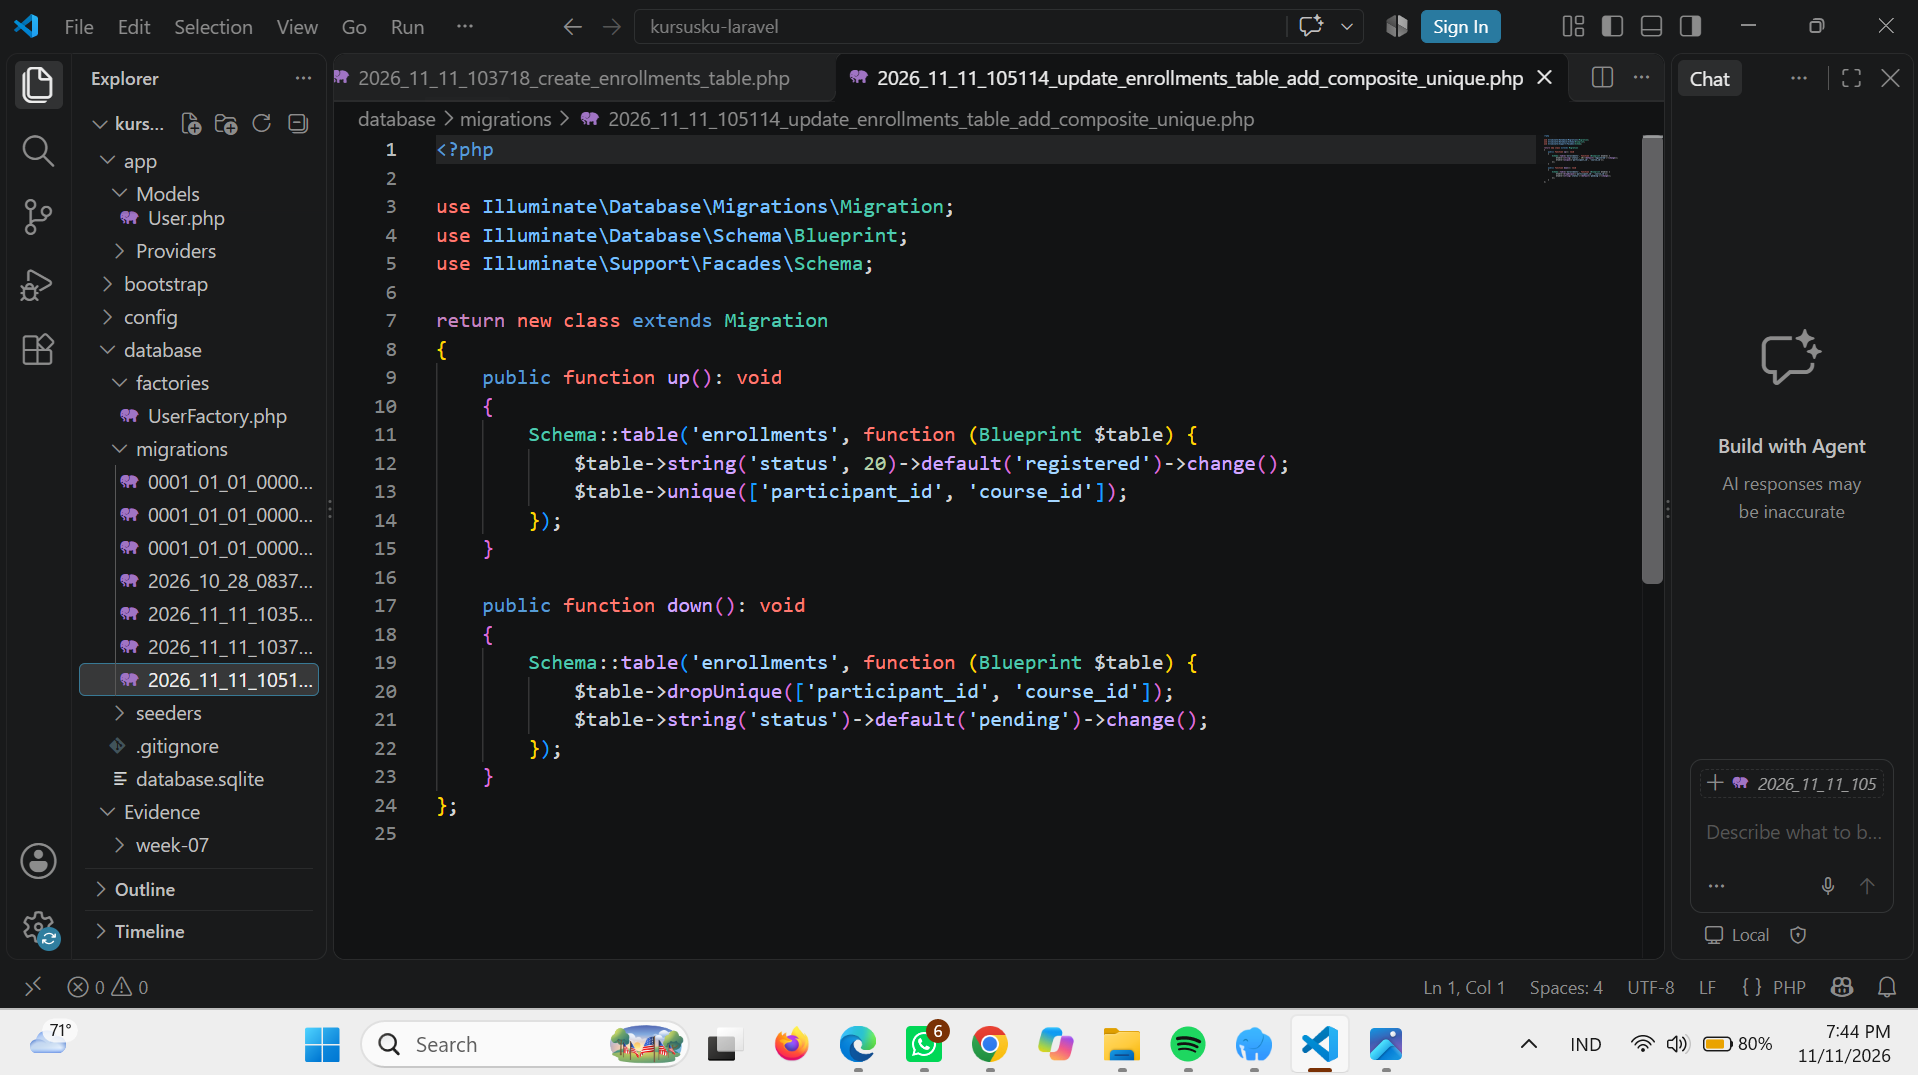 File Edit Selection View Go Run ···
kursusku-laravel
Sign In
Explorer ···
kurs...
app
Models
User.php
Providers
bootstrap
config
database
factories
UserFactory.php
migrations
0001_01_01_0000...
0001_01_01_0000...
0001_01_01_0000...
2026_10_28_0837...
2026_11_11_1035...
2026_11_11_1037...
2026_11_11_1051...
seeders
.gitignore
database.sqlite
Evidence
week-07
Outline
Timeline
2026_11_11_103718_create_enrollments_table.php
2026_11_11_105114_update_enrollments_table_add_composite_unique.php
database > migrations > 2026_11_11_105114_update_enrollments_table_add_composite_unique.php
1 <?php
2
3 use Illuminate\Database\Migrations\Migration;
4 use Illuminate\Database\Schema\Blueprint;
5 use Illuminate\Support\Facades\Schema;
6
7 return new class extends Migration
8 {
9     public function up(): void
10     {
11         Schema::table('enrollments', function (Blueprint $table) {
12             $table->string('status', 20)->default('registered')->change();
13             $table->unique(['participant_id', 'course_id']);
14         });
15     }
16
17     public function down(): void
18     {
19         Schema::table('enrollments', function (Blueprint $table) {
20             $table->dropUnique(['participant_id', 'course_id']);
21             $table->string('status')->default('pending')->change();
22         });
23     }
24 };
25
Chat ···
Build with Agent
AI responses may
be inaccurate
2026_11_11_105
Describe what to b...
···
Local
0 0
Ln 1, Col 1 Spaces: 4 UTF-8 LF { } PHP
71°
Search
6
IND
80%
7:44 PM
11/11/2026